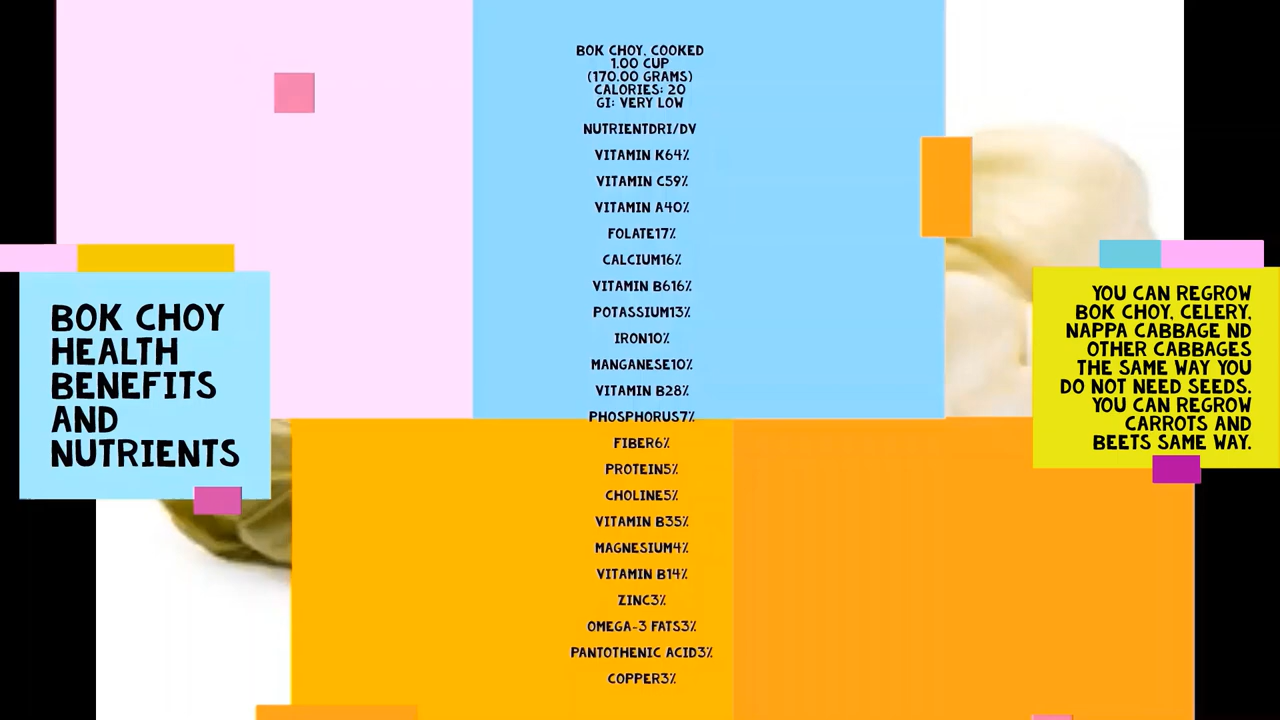 BOK CHOY
HEALTH
BENEFITS
AND
NUTRIENTS
BOK CHOY, COOKED
1.00 CUP
(170.00 GRAMS)
CALORIES: 20
GI: VERY LOW
NUTRIENTDRI/DV
VITAMIN K64%
VITAMIN C59%
VITAMIN A40%
FOLATE17%
CALCIUM16%
VITAMIN B616%
POTASSIUM13%
IRON10%
MANGANESE10%
VITAMIN B28%
PHOSPHORUS7%
FIBER6%
PROTEIN5%
CHOLINE5%
VITAMIN B35%
MAGNESIUM4%
VITAMIN B14%
ZINC3%
OMEGA-3 FATS3%
PANTOTHENIC ACID3%
COPPER3%
YOU CAN REGROW
BOK CHOY, CELERY,
NAPPA CABBAGE ND
OTHER CABBAGES
THE SAME WAY YOU
DO NOT NEED SEEDS.
YOU CAN REGROW
CARROTS AND
BEETS SAME WAY.